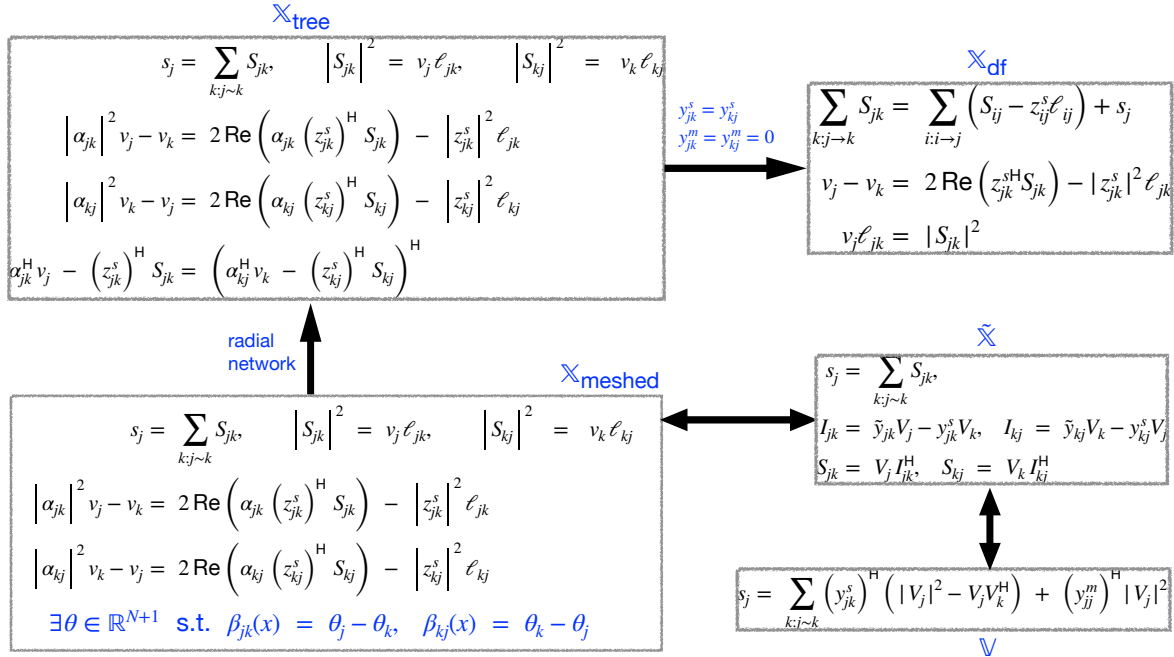 𝕏_tree
s_j = ∑_{k:j∼k} S_{jk}, |S_{jk}|^2 = v_j ℓ_{jk}, |S_{kj}|^2 = v_k ℓ_{kj}
|α_{jk}|^2 v_j − v_k = 2 Re(α_{jk} (z^s_{jk})^H S_{jk}) − |z^s_{jk}|^2 ℓ_{jk}
|α_{kj}|^2 v_k − v_j = 2 Re(α_{kj} (z^s_{kj})^H S_{kj}) − |z^s_{kj}|^2 ℓ_{kj}
α^H_{jk} v_j − (z^s_{jk})^H S_{jk} = (α^H_{kj} v_k − (z^s_{kj})^H S_{kj})^H
y^s_{jk} = y^s_{kj}
y^m_{jk} = y^m_{kj} = 0
𝕏_df
∑_{k:j→k} S_{jk} = ∑_{i:i→j} (S_{ij} − z^s_{ij} ℓ_{ij}) + s_j
v_j − v_k = 2 Re(z^{sH}_{jk} S_{jk}) − |z^s_{jk}|^2 ℓ_{jk}
v_j ℓ_{jk} = |S_{jk}|^2
radial
network
𝕏_meshed
s_j = ∑_{k:j∼k} S_{jk}, |S_{jk}|^2 = v_j ℓ_{jk}, |S_{kj}|^2 = v_k ℓ_{kj}
|α_{jk}|^2 v_j − v_k = 2 Re(α_{jk} (z^s_{jk})^H S_{jk}) − |z^s_{jk}|^2 ℓ_{jk}
|α_{kj}|^2 v_k − v_j = 2 Re(α_{kj} (z^s_{kj})^H S_{kj}) − |z^s_{kj}|^2 ℓ_{kj}
∃θ ∈ ℝ^{N+1} s.t. β_{jk}(x) = θ_j − θ_k, β_{kj}(x) = θ_k − θ_j
𝕏̃
s_j = ∑_{k:j∼k} S_{jk},
I_{jk} = ỹ_{jk} V_j − y^s_{jk} V_k, I_{kj} = ỹ_{kj} V_k − y^s_{kj} V_j
S_{jk} = V_j I^H_{jk}, S_{kj} = V_k I^H_{kj}
s_j = ∑_{k:j∼k} (y^s_{jk})^H (|V_j|^2 − V_j V^H_k) + (y^m_{jj})^H |V_j|^2
𝕍